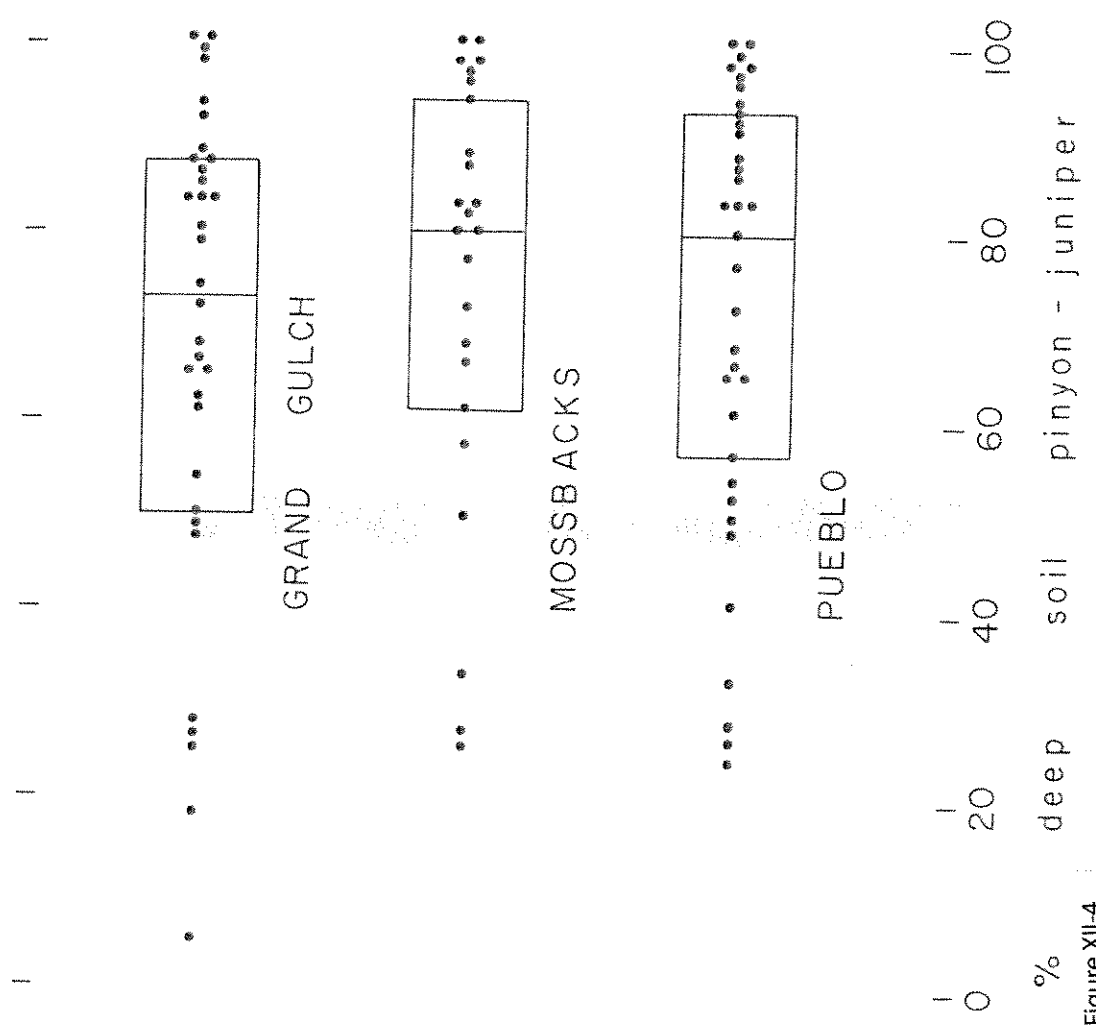 GRAND GULCH
MOSSBACKS
PUEBLO
0 20 40 60 80 100
% deep soil pinyon - juniper
Figure XII-4